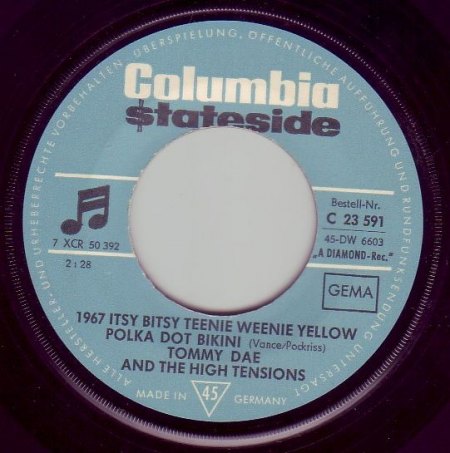 ALLE HERSTELLER- UND URHEBERRECHTE VORBEHALTEN · ÜBERSPIELUNG, ÖFFENTLICHE AUFFÜHRUNG UND RUNDFUNKSENDUNG UNTERSAGT
Columbia
$tateside
Bestell-Nr.
C 23 591
7 XCR 50 392
45-DW 6603
2 : 28
„A DIAMOND-Rec."
GEMA
1967 ITSY BITSY TEENIE WEENIE YELLOW
POLKA DOT BIKINI (Vance/Pockriss)
TOMMY DAE
AND THE HIGH TENSIONS
MADE IN 45 GERMANY